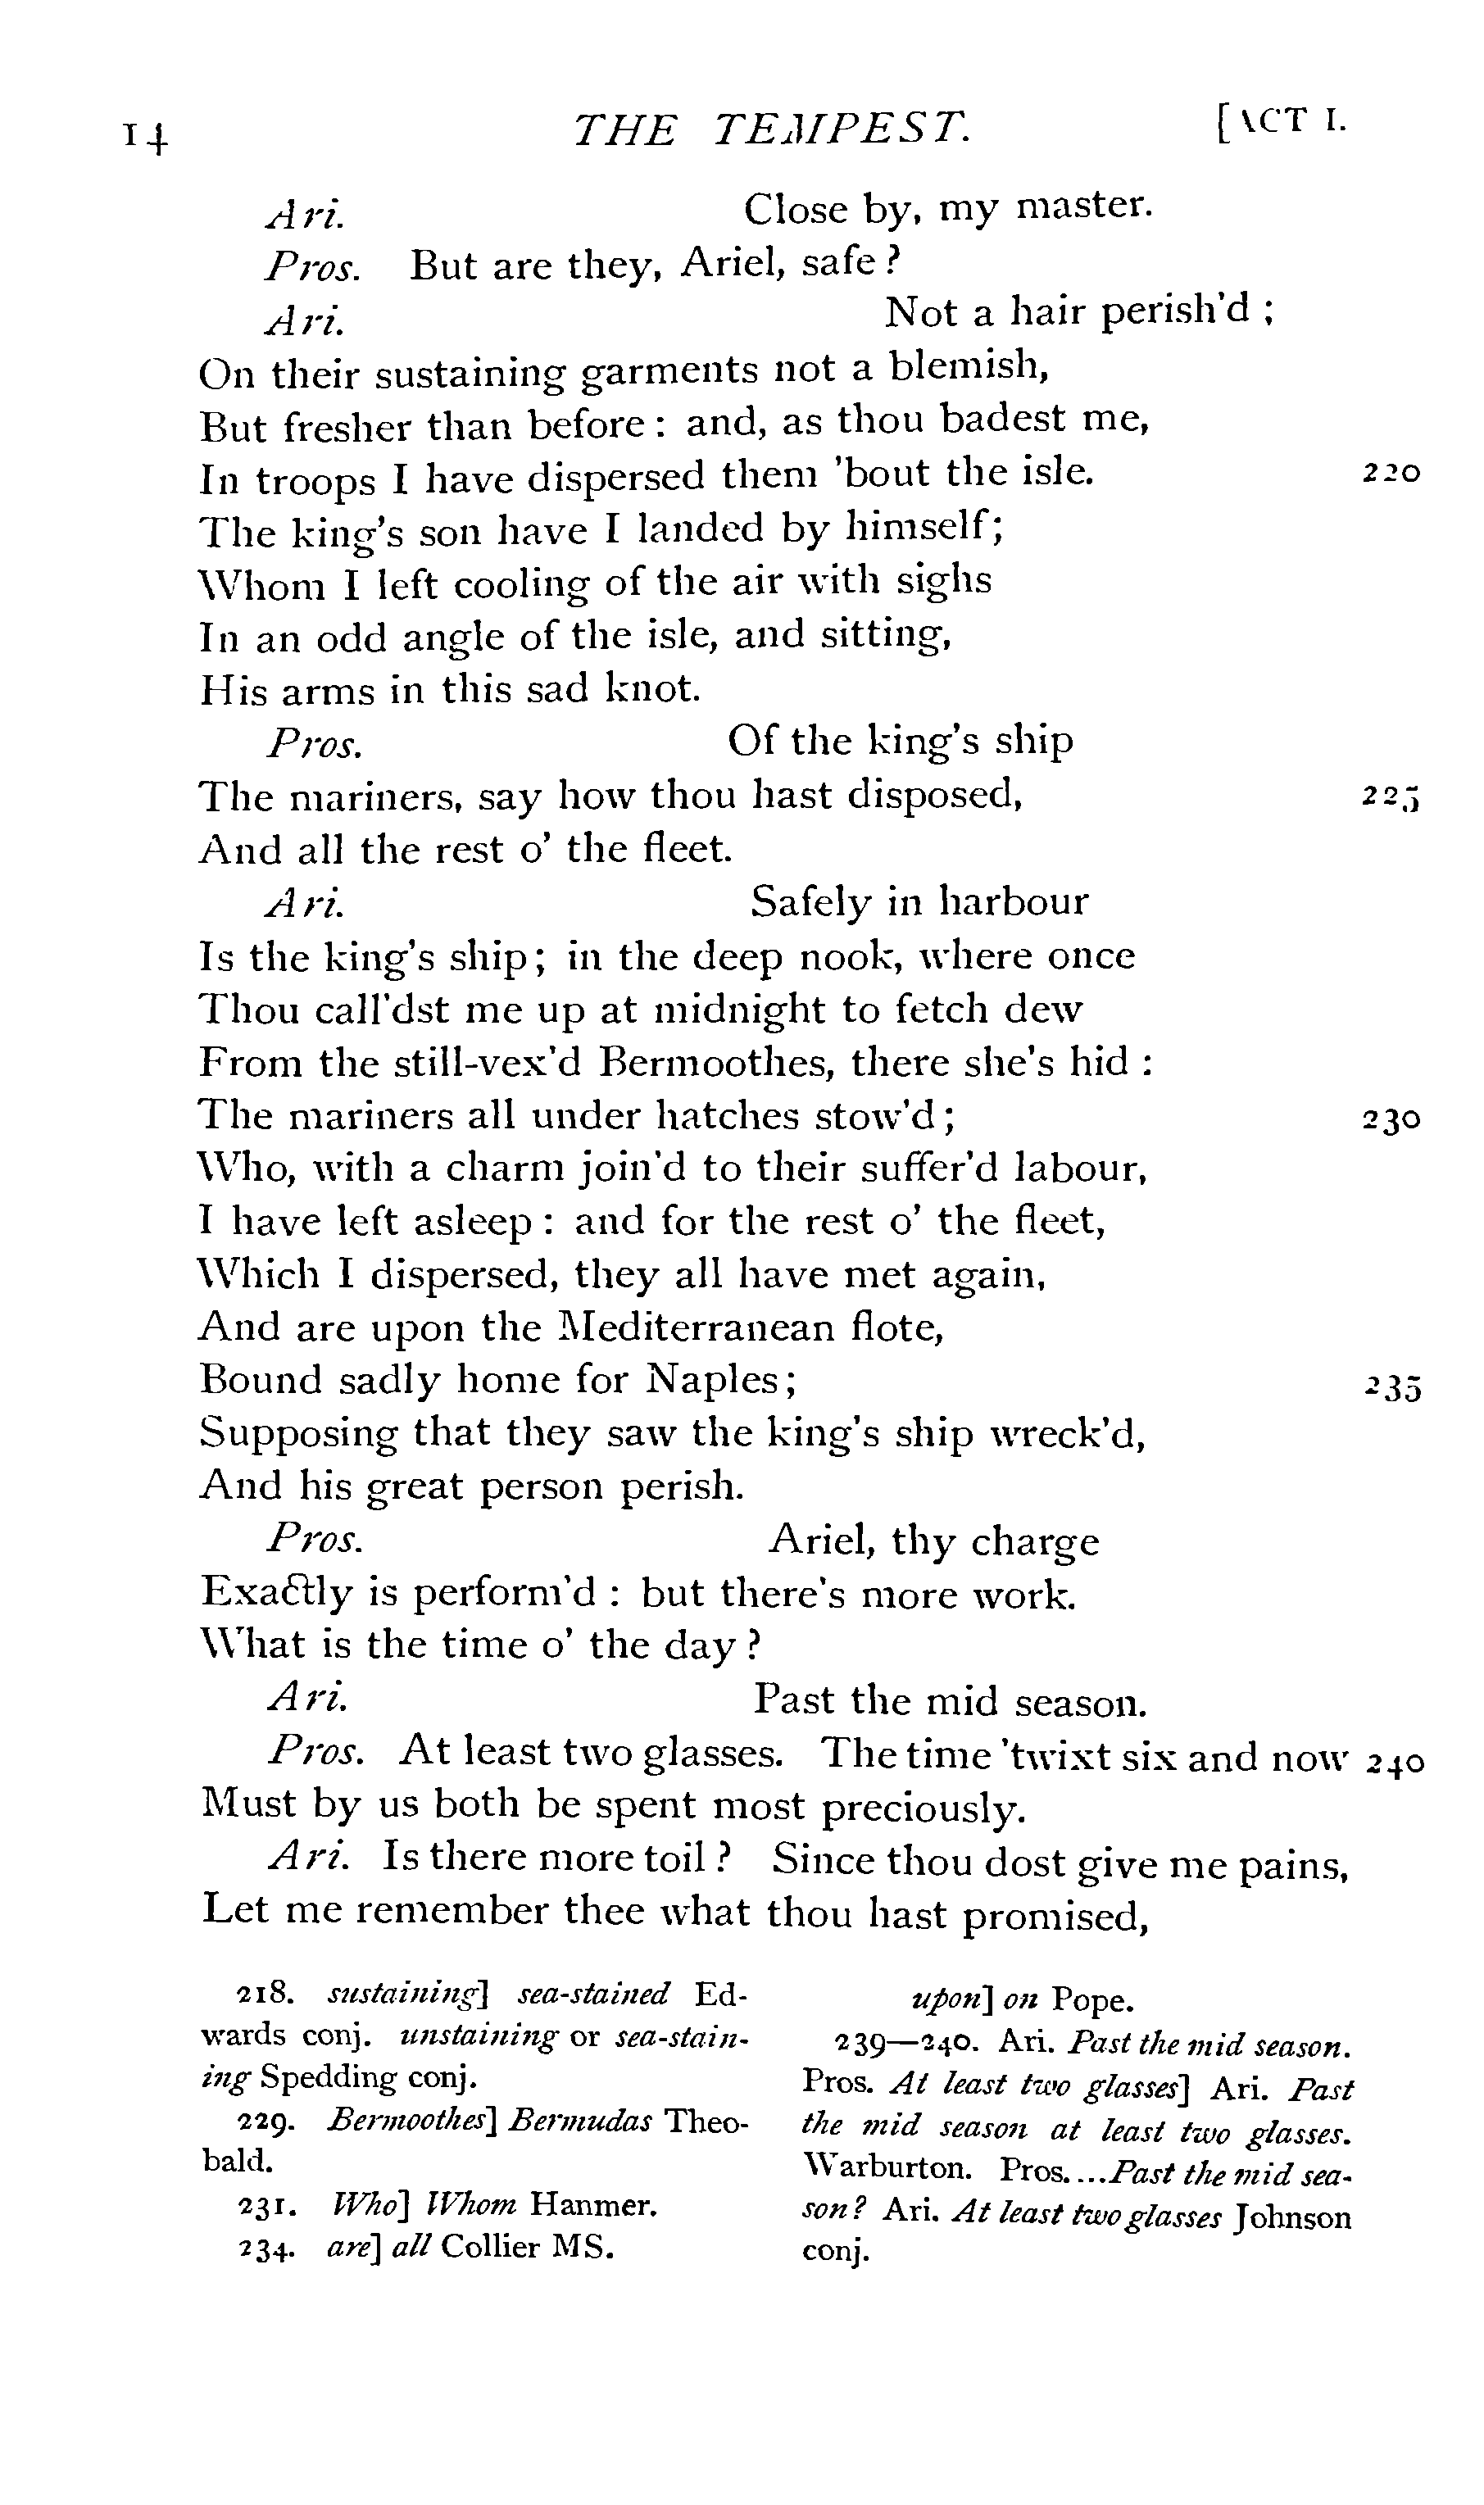 14 THE TEMPEST. [ACT I.
Ari. Close by, my master.
Pros. But are they, Ariel, safe?
Ari. Not a hair perish'd;
On their sustaining garments not a blemish,
But fresher than before: and, as thou badest me,
In troops I have dispersed them 'bout the isle. 220
The king's son have I landed by himself;
Whom I left cooling of the air with sighs
In an odd angle of the isle, and sitting,
His arms in this sad knot.
Pros. Of the king's ship
The mariners, say how thou hast disposed, 225
And all the rest o' the fleet.
Ari. Safely in harbour
Is the king's ship; in the deep nook, where once
Thou call'dst me up at midnight to fetch dew
From the still-vex'd Bermoothes, there she's hid:
The mariners all under hatches stow'd; 230
Who, with a charm join'd to their suffer'd labour,
I have left asleep: and for the rest o' the fleet,
Which I dispersed, they all have met again,
And are upon the Mediterranean flote,
Bound sadly home for Naples; 235
Supposing that they saw the king's ship wreck'd,
And his great person perish.
Pros. Ariel, thy charge
Exactly is perform'd: but there's more work.
What is the time o' the day?
Ari. Past the mid season.
Pros. At least two glasses. The time 'twixt six and now 240
Must by us both be spent most preciously.
Ari. Is there more toil? Since thou dost give me pains,
Let me remember thee what thou hast promised,
218. sustaining] sea-stained Ed-
wards conj. unstaining or sea-stain-
ing Spedding conj.
229. Bermoothes] Bermudas Theo-
bald.
231. Who] Whom Hanmer.
234. are] all Collier MS.
upon] on Pope.
239—240. Ari. Past the mid season.
Pros. At least two glasses] Ari. Past
the mid season at least two glasses.
Warburton. Pros....Past the mid sea-
son? Ari. At least two glasses Johnson
conj.